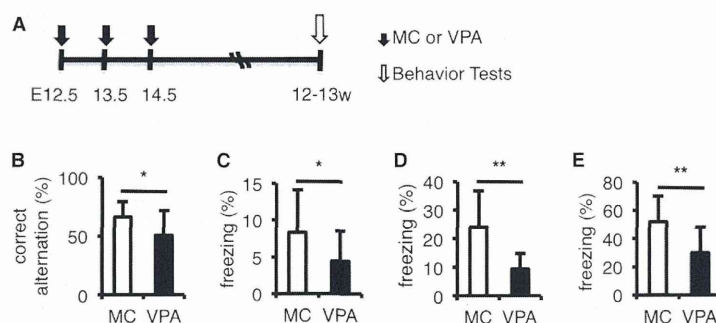 A
MC or VPA
Behavior Tests
E12.5 13.5 14.5 12-13w
B
correct
alternation (%)
100
50
0
*
MC VPA
C
freezing (%)
15
10
5
0
*
MC VPA
D
freezing (%)
40
30
20
10
0
**
MC VPA
E
freezing (%)
80
60
40
20
0
**
MC VPA